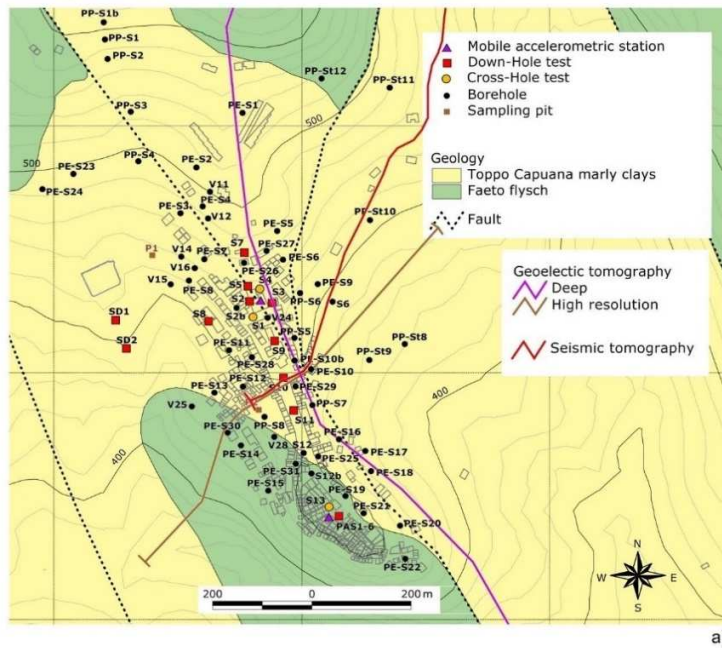 PP-S1b
PP-S1
PP-S2
PP-St12
PP-St11
PP-S3
PE-S1
500
PP-S4
500
PE-S23
PE-S2
PE-S24
V11
PE-S4
PE-S3
V12
PP-St10
PE-S5
P1
V14
PE-S7
S7
PE-S27
PE-S6
V16
PE-S26
V15
PE-S8
S5
S4
PE-S9
S2
S3
PP-S6
S6
SD1
S8
S2b
S1
V24
PP-S5
PP-St8
SD2
PE-S11
S9
PE-S28
PE-S10b
PP-St9
PE-S10
PE-S12
S10
PE-S29
PE-S13
400
V25
PP-S7
S11
PE-S30
PP-S8
PE-S16
PE-S14
V28
S12
PE-S17
400
PE-S25
PE-S31
PE-S18
PE-S15
S12b
PE-S19
S13
PE-S21
PAS1-6
PE-S20
PE-S22
Mobile accelerometric station
Down-Hole test
Cross-Hole test
Borehole
Sampling pit
Geology
Toppo Capuana marly clays
Faeto flysch
Fault
Geoelectic tomography
Deep
High resolution
Seismic tomography
N
W
E
S
200
0
200 m
a